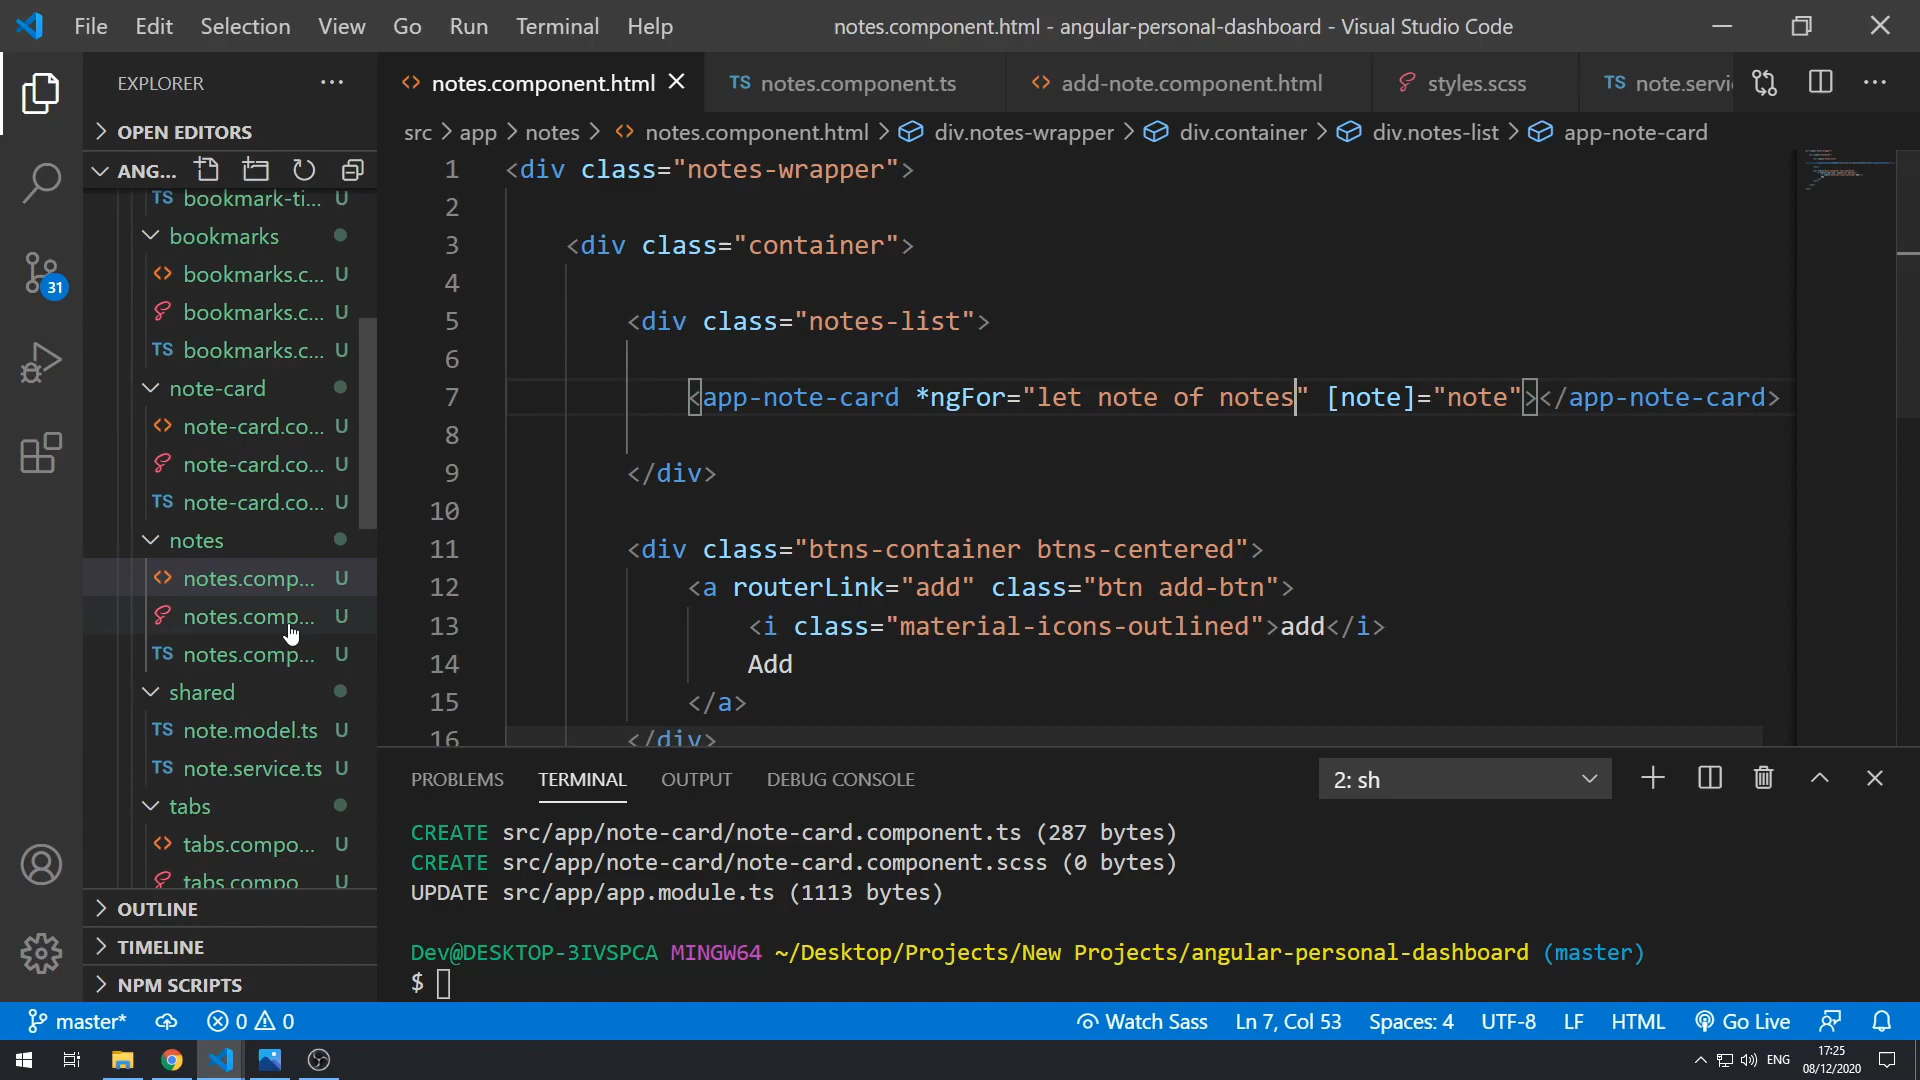 File Edit Selection View Go Run Terminal Help
notes.component.html - angular-personal-dashboard - Visual Studio Code
EXPLORER
OPEN EDITORS
ANG...
bookmark-ti... U
bookmarks
bookmarks.c... U
bookmarks.c... U
TS bookmarks.c... U
note-card
note-card.co... U
note-card.co... U
TS note-card.co... U
notes
notes.comp... U
notes.comp... U
TS notes.comp... U
shared
TS note.model.ts U
TS note.service.ts U
tabs
tabs.compo... U
tabs.compo U
OUTLINE
TIMELINE
NPM SCRIPTS
31
notes.component.html
TS notes.component.ts
add-note.component.html
styles.scss
TS note.servi
src > app > notes > notes.component.html > div.notes-wrapper > div.container > div.notes-list > app-note-card
1 <div class="notes-wrapper">
2
3 <div class="container">
4
5 <div class="notes-list">
6
7 <app-note-card *ngFor="let note of notes" [note]="note"></app-note-card>
8
9 </div>
10
11 <div class="btns-container btns-centered">
12 <a routerLink="add" class="btn add-btn">
13 <i class="material-icons-outlined">add</i>
14 Add
15 </a>
16 </div>
PROBLEMS TERMINAL OUTPUT DEBUG CONSOLE
2: sh
CREATE src/app/note-card/note-card.component.ts (287 bytes)
CREATE src/app/note-card/note-card.component.scss (0 bytes)
UPDATE src/app/app.module.ts (1113 bytes)
Dev@DESKTOP-3IVSPCA MINGW64 ~/Desktop/Projects/New Projects/angular-personal-dashboard (master)
$
master* 0 0
Watch Sass Ln 7, Col 53 Spaces: 4 UTF-8 LF HTML Go Live
ENG
17:25
08/12/2020